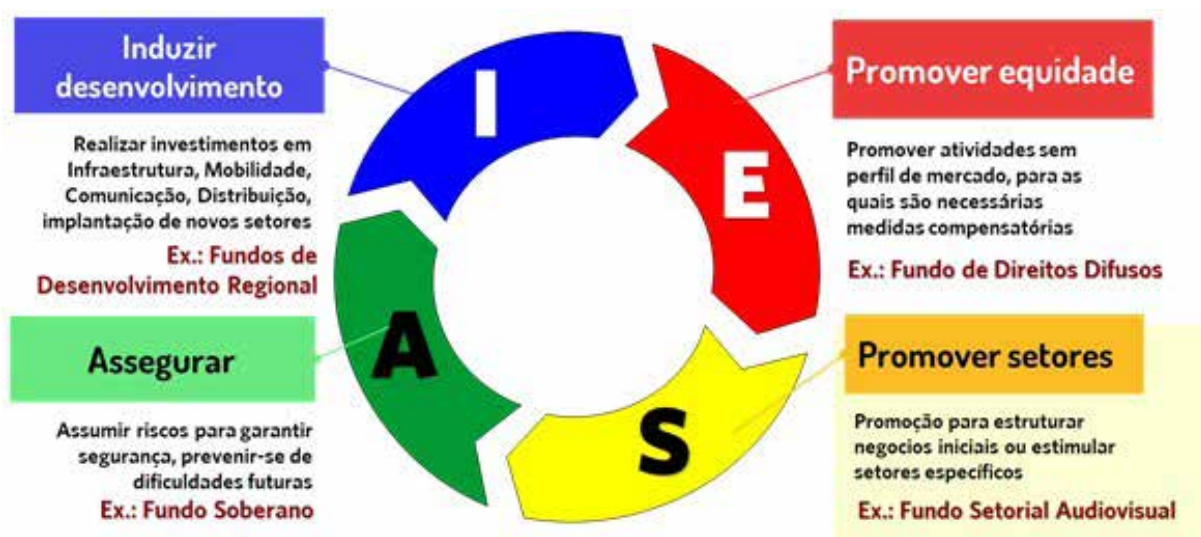 Induzir
desenvolvimento
Realizar investimentos em
Infraestrutura, Mobilidade,
Comunicação, Distribuição,
implantação de novos setores
Ex.: Fundos de
Desenvolvimento Regional
I
E
Promover equidade
Promover atividades sem
perfil de mercado, para as
quais são necessárias
medidas compensatórias
Ex.: Fundo de Direitos Difusos
Assegurar
Assumir riscos para garantir
segurança, prevenir-se de
dificuldades futuras
Ex.: Fundo Soberano
A
S
Promover setores
Promoção para estruturar
negocios iniciais ou estimular
setores específicos
Ex.: Fundo Setorial Audiovisual